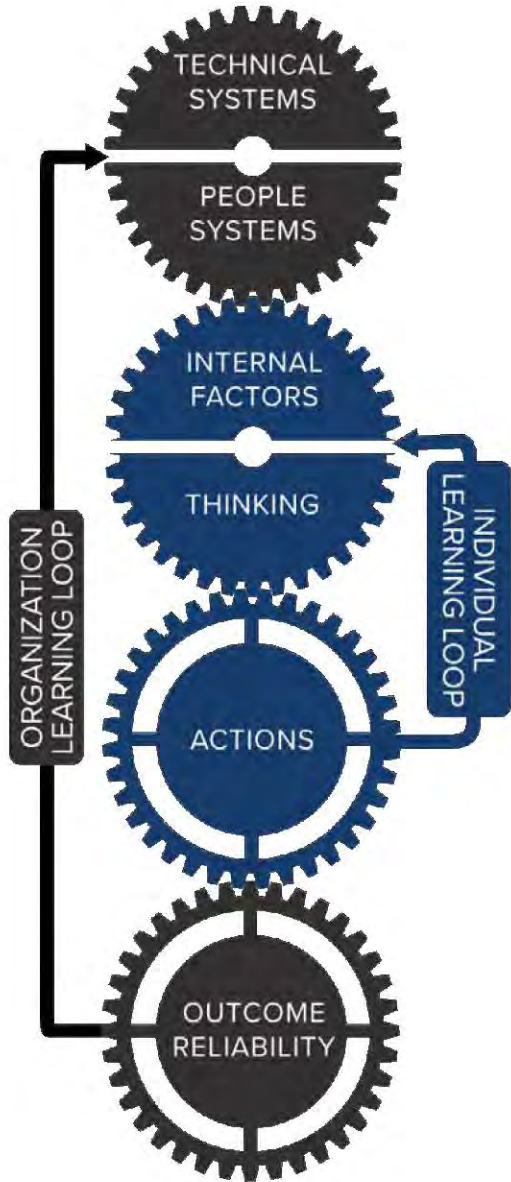 TECHNICAL
SYSTEMS
PEOPLE
SYSTEMS
INTERNAL
FACTORS
THINKING
ACTIONS
OUTCOME
RELIABILITY
ORGANIZATION
LEARNING LOOP
INDIVIDUAL
LEARNING LOOP